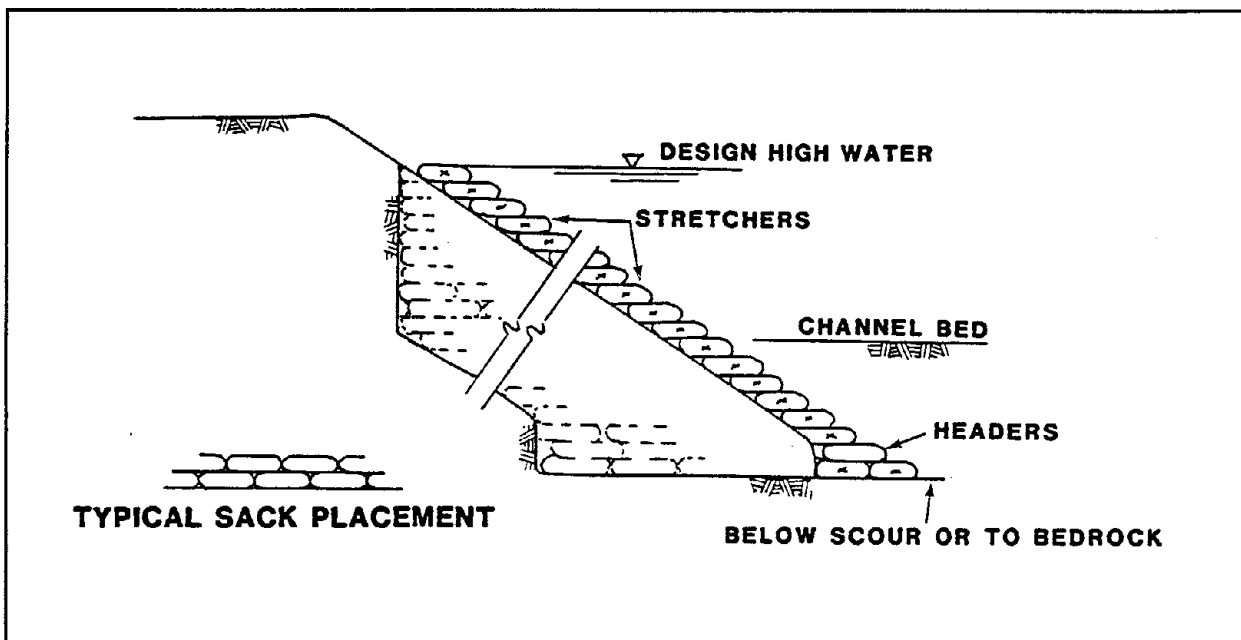 DESIGN HIGH WATER
STRETCHERS
CHANNEL BED
HEADERS
TYPICAL SACK PLACEMENT
BELOW SCOUR OR TO BEDROCK